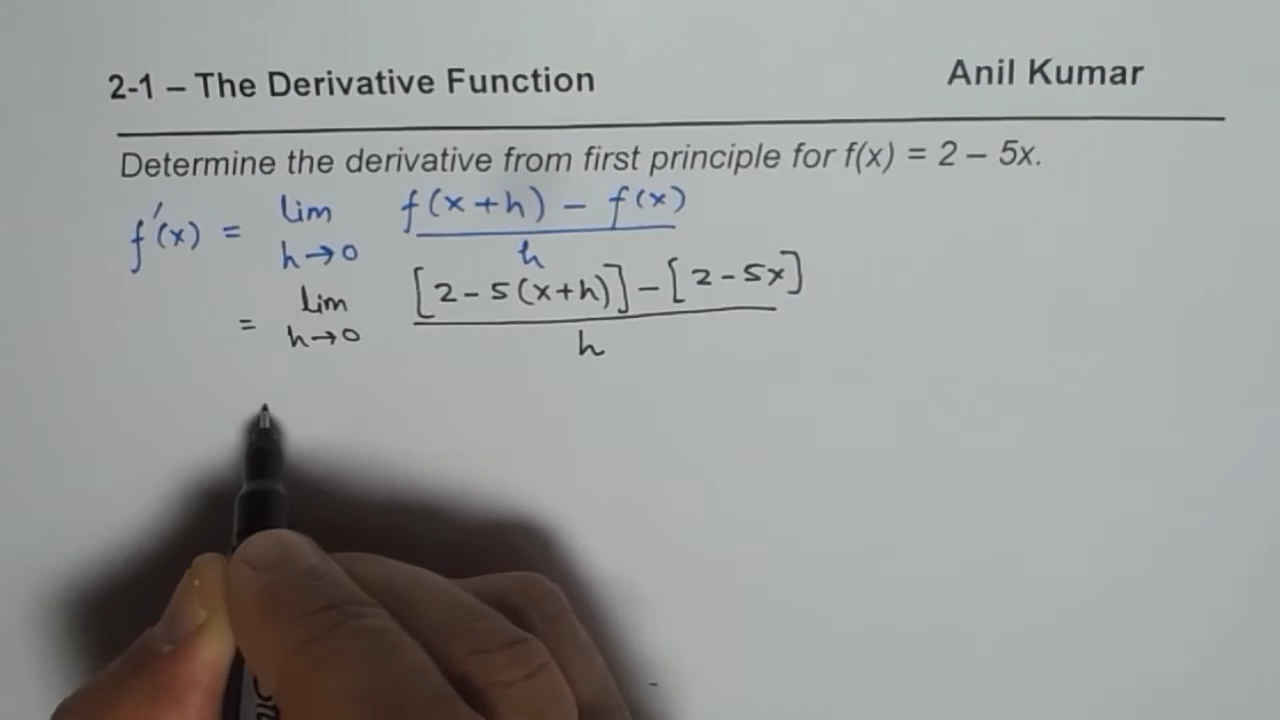 2-1 – The Derivative Function Anil Kumar
Determine the derivative from first principle for f(x) = 2 – 5x.
f'(x) = lim f(x+h) - f(x)
h→0 h
= lim [2-5(x+h)]-[2-5x]
h→0 h